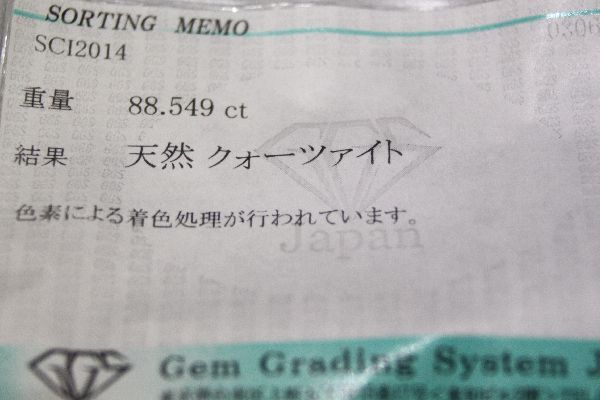 SORTING MEMO
SCI2014
0306
重量 88.549 ct
結果 天然 クォーツァイト
色素による着色処理が行われています。
Japan
GGS Gem Grading System J